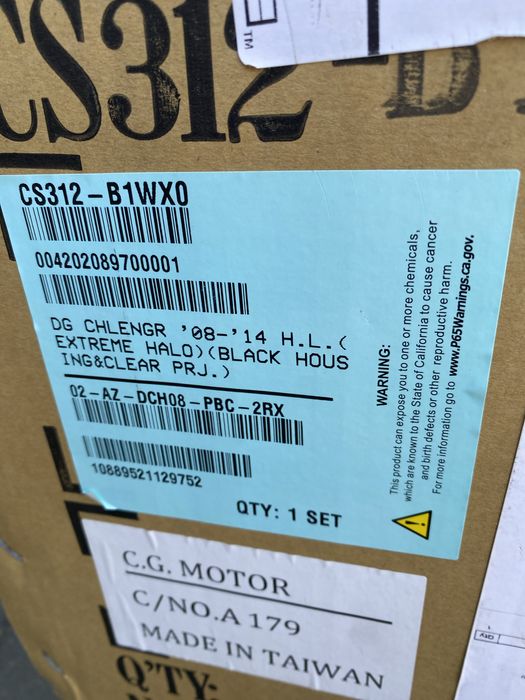 CS312-B
TM
CS312-B1WX0
004202089700001
DG CHLENGR '08-'14 H.L.(
EXTREME HALO)(BLACK HOUS
ING&CLEAR PRJ.)
02-AZ-DCH08-PBC-2RX
10889521129752
QTY: 1 SET
WARNING:
This product can expose you to one or more chemicals,
which are known to the State of California to cause cancer
and birth defects or other reproductive harm.
For more information go to www.P65Warnings.ca.gov.
C.G. MOTOR
C/NO.A 179
MADE IN TAIWAN
Q'TY:
Qty